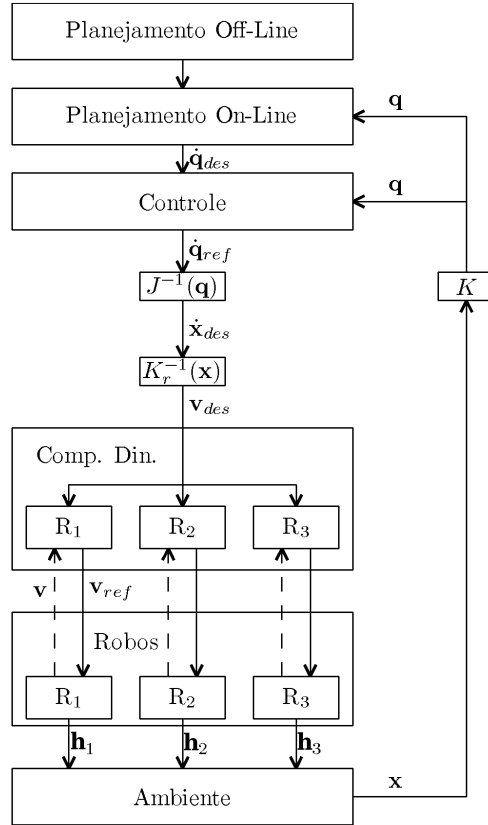 Planejamento Off-Line
Planejamento On-Line
q
q̇des
Controle
q
q̇ref
J⁻¹(q)
K
ẋdes
Kr⁻¹(x)
vdes
Comp. Din.
R₁ R₂ R₃
v vref
Robos
R₁ R₂ R₃
h₁ h₂ h₃
Ambiente
x